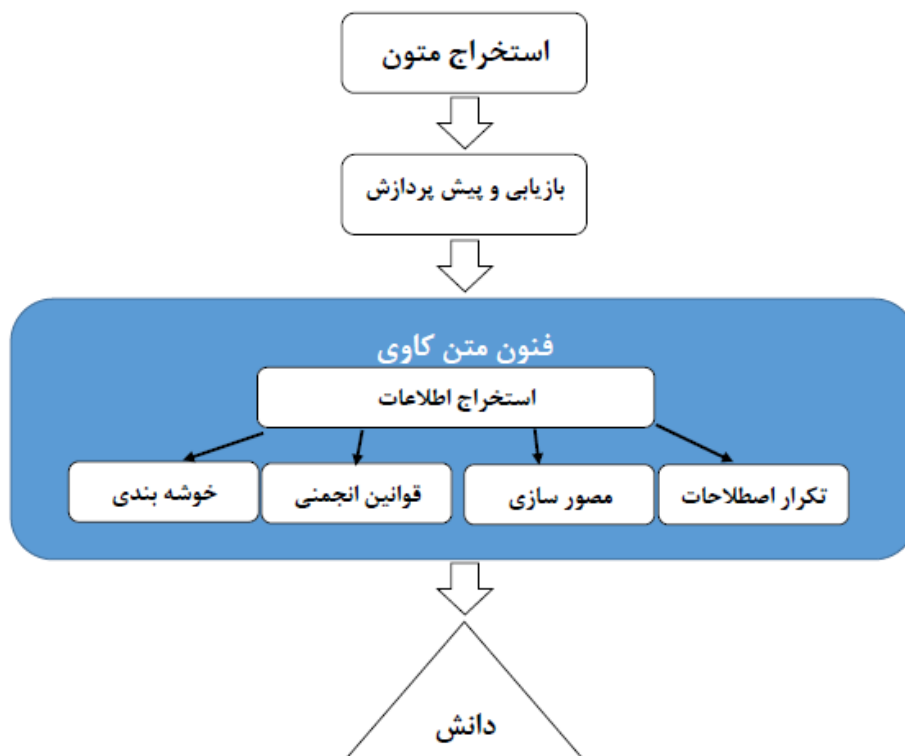 استخراج متون
بازیابی و پیش پردازش
فنون متن کاوی
استخراج اطلاعات
تکرار اصطلاحات
مصور سازی
قوانین انجمنی
خوشه بندی
دانش